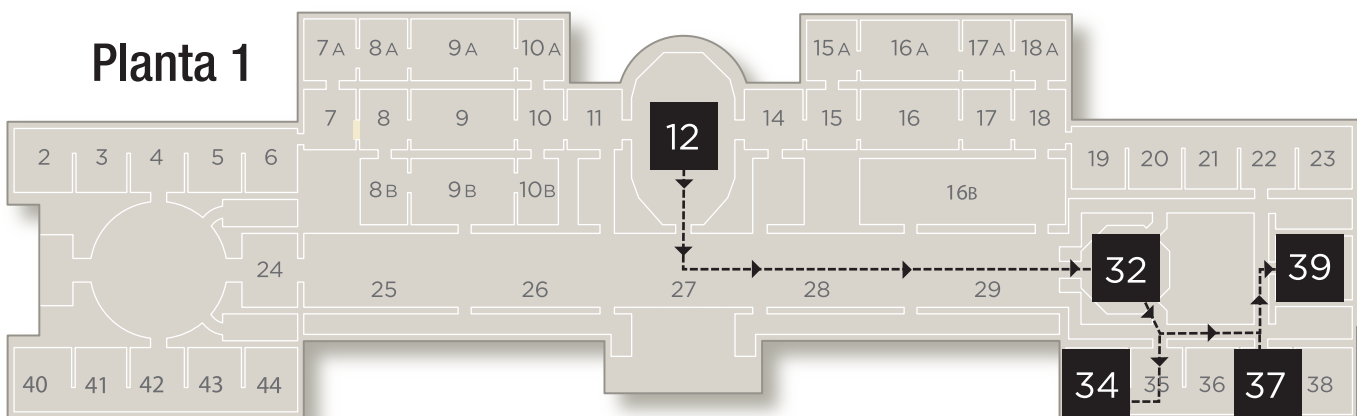 Planta 1
7A 8A 9A 10A 15A 16A 17A 18A
7 8 9 10 11 12 14 15 16 17 18
2 3 4 5 6 19 20 21 22 23
8B 9B 10B 16B
24 32 39
25 26 27 28 29
40 41 42 43 44 34 35 36 37 38